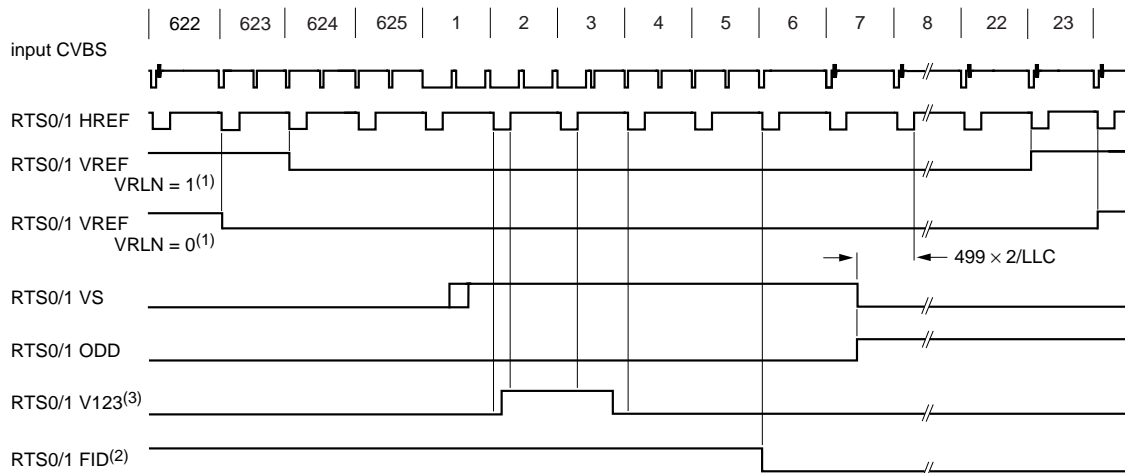 622 623 624 625 1 2 3 4 5 6 7 8 22 23
input CVBS
RTS0/1 HREF
RTS0/1 VREF
VRLN = 1(1)
RTS0/1 VREF
VRLN = 0(1)
499 × 2/LLC
RTS0/1 VS
RTS0/1 ODD
RTS0/1 V123(3)
RTS0/1 FID(2)